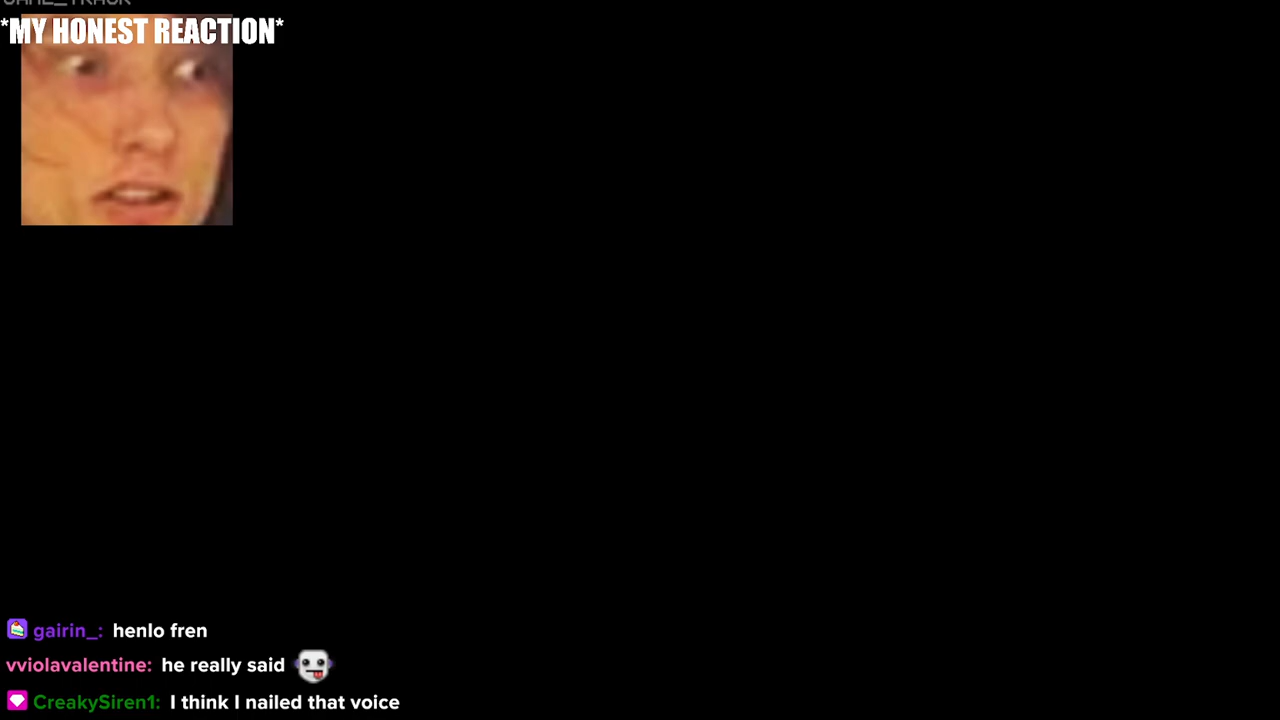 *MY HONEST REACTION*
gairin_: henlo fren
vviolavalentine: he really said
CreakySiren1: I think I nailed that voice